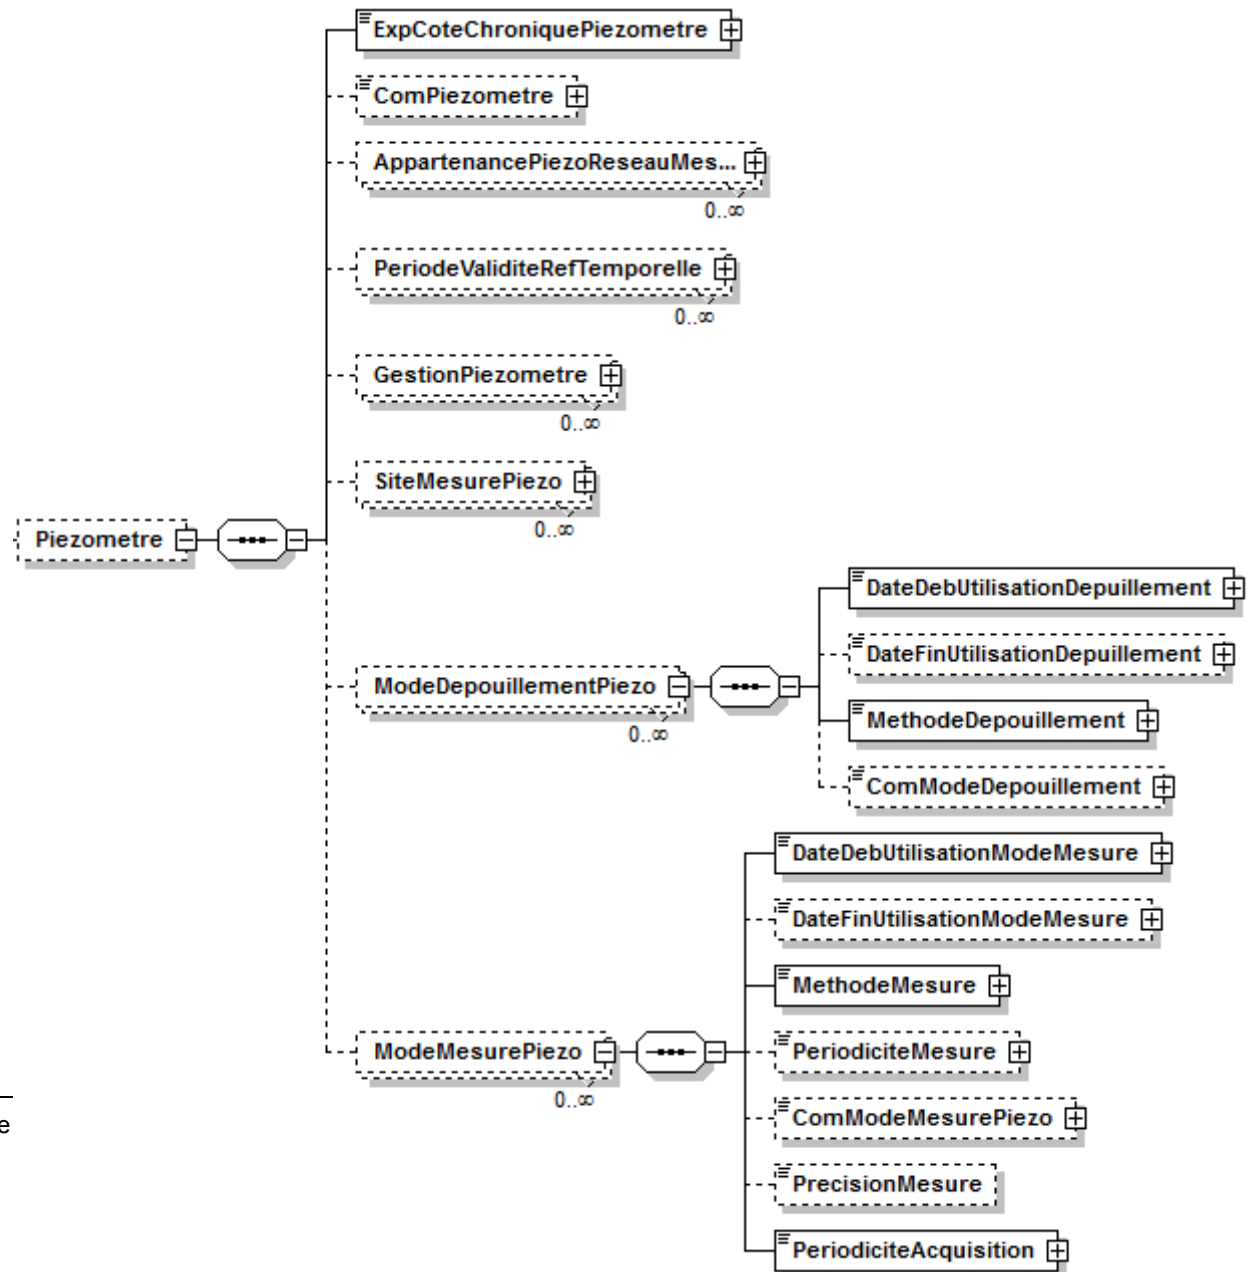 ExpCoteChroniquePiezometre
ComPiezometre
AppartenancePiezoReseauMes...
0..∞
PeriodeValiditeRefTemporelle
0..∞
GestionPiezometre
0..∞
SiteMesurePiezo
0..∞
Piezometre
DateDebUtilisationDepuillement
DateFinUtilisationDepuillement
ModeDepouillementPiezo
0..∞
MethodeDepouillement
ComModeDepouillement
DateDebUtilisationModeMesure
DateFinUtilisationModeMesure
MethodeMesure
ModeMesurePiezo
0..∞
PeriodiciteMesure
ComModeMesurePiezo
e
PrecisionMesure
PeriodiciteAcquisition